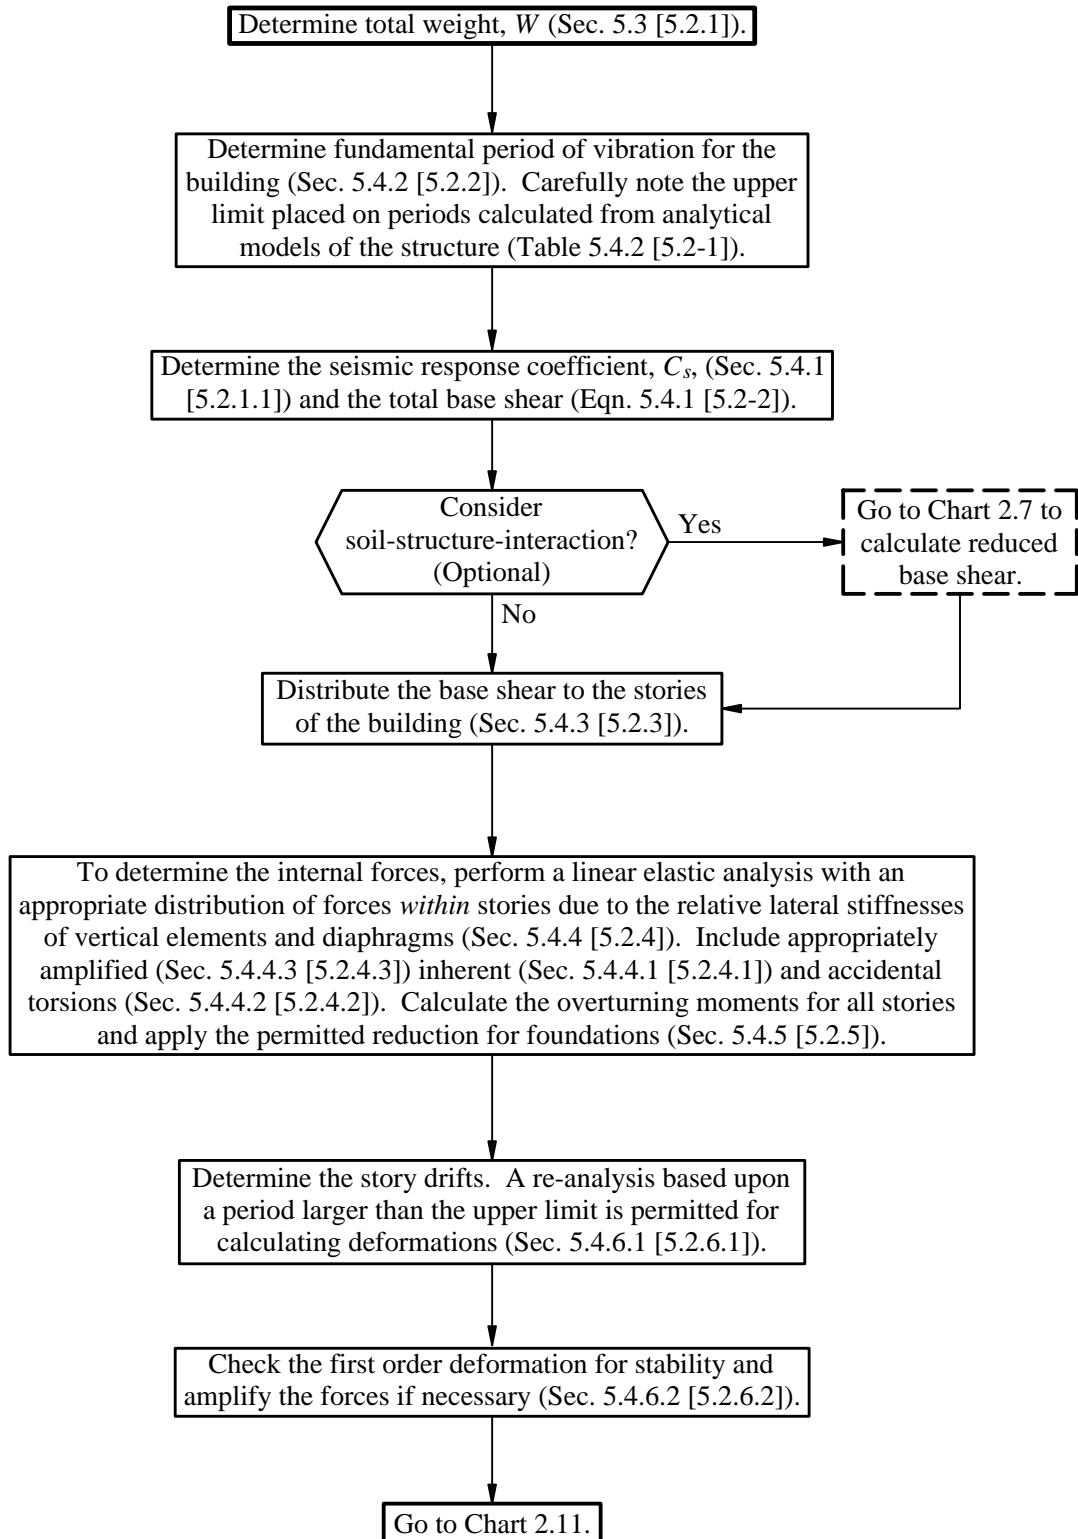 Determine total weight, W (Sec. 5.3 [5.2.1]).
Determine fundamental period of vibration for the
building (Sec. 5.4.2 [5.2.2]). Carefully note the upper
limit placed on periods calculated from analytical
models of the structure (Table 5.4.2 [5.2-1]).
Determine the seismic response coefficient, Cs, (Sec. 5.4.1
[5.2.1.1]) and the total base shear (Eqn. 5.4.1 [5.2-2]).
Consider
soil-structure-interaction?
(Optional)
Yes
Go to Chart 2.7 to
calculate reduced
base shear.
No
Distribute the base shear to the stories
of the building (Sec. 5.4.3 [5.2.3]).
To determine the internal forces, perform a linear elastic analysis with an
appropriate distribution of forces within stories due to the relative lateral stiffnesses
of vertical elements and diaphragms (Sec. 5.4.4 [5.2.4]). Include appropriately
amplified (Sec. 5.4.4.3 [5.2.4.3]) inherent (Sec. 5.4.4.1 [5.2.4.1]) and accidental
torsions (Sec. 5.4.4.2 [5.2.4.2]). Calculate the overturning moments for all stories
and apply the permitted reduction for foundations (Sec. 5.4.5 [5.2.5]).
Determine the story drifts. A re-analysis based upon
a period larger than the upper limit is permitted for
calculating deformations (Sec. 5.4.6.1 [5.2.6.1]).
Check the first order deformation for stability and
amplify the forces if necessary (Sec. 5.4.6.2 [5.2.6.2]).
Go to Chart 2.11.